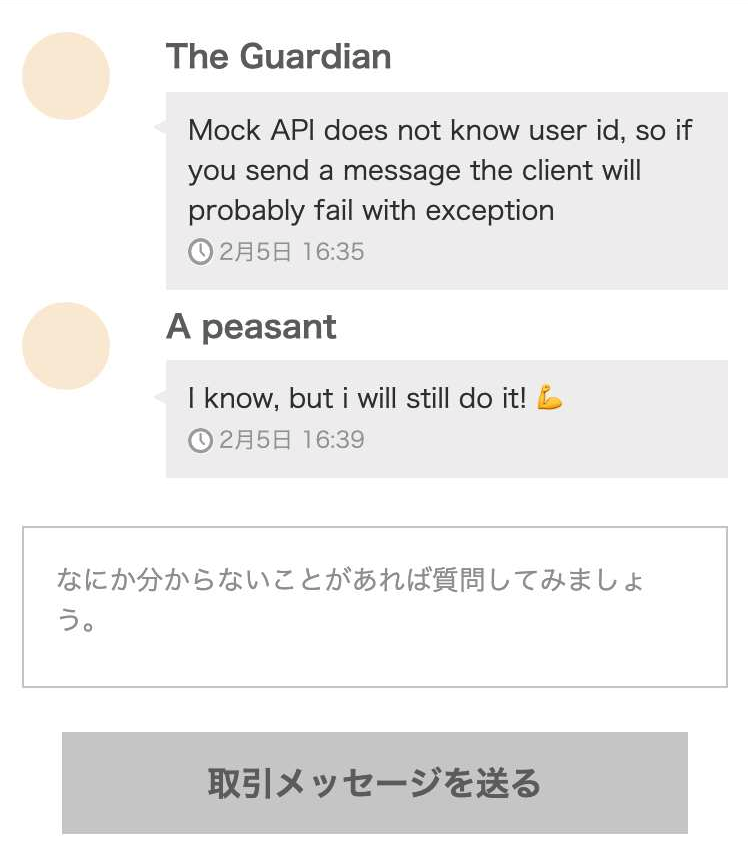 The Guardian
Mock API does not know user id, so if
you send a message the client will
probably fail with exception
2月5日 16:35
A peasant
I know, but i will still do it! 💪
2月5日 16:39
なにか分からないことがあれば質問してみましょ
う。
取引メッセージを送る